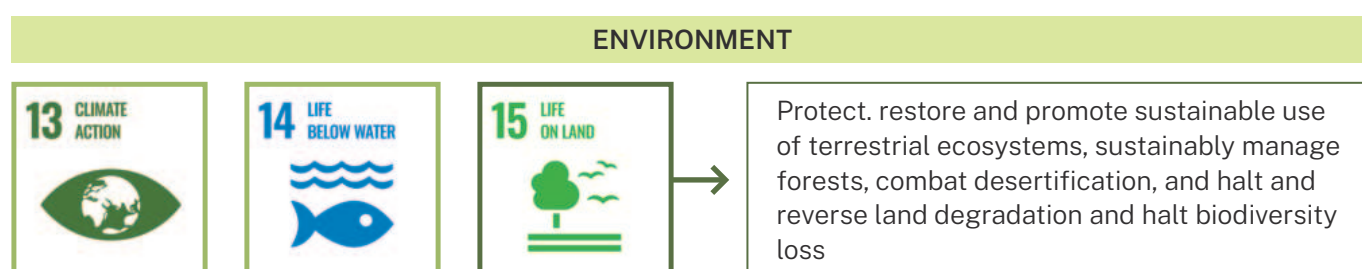 ENVIRONMENT
13 CLIMATE
ACTION
14 LIFE
BELOW WATER
15 LIFE
ON LAND
Protect. restore and promote sustainable use
of terrestrial ecosystems, sustainably manage
forests, combat desertification, and halt and
reverse land degradation and halt biodiversity
loss